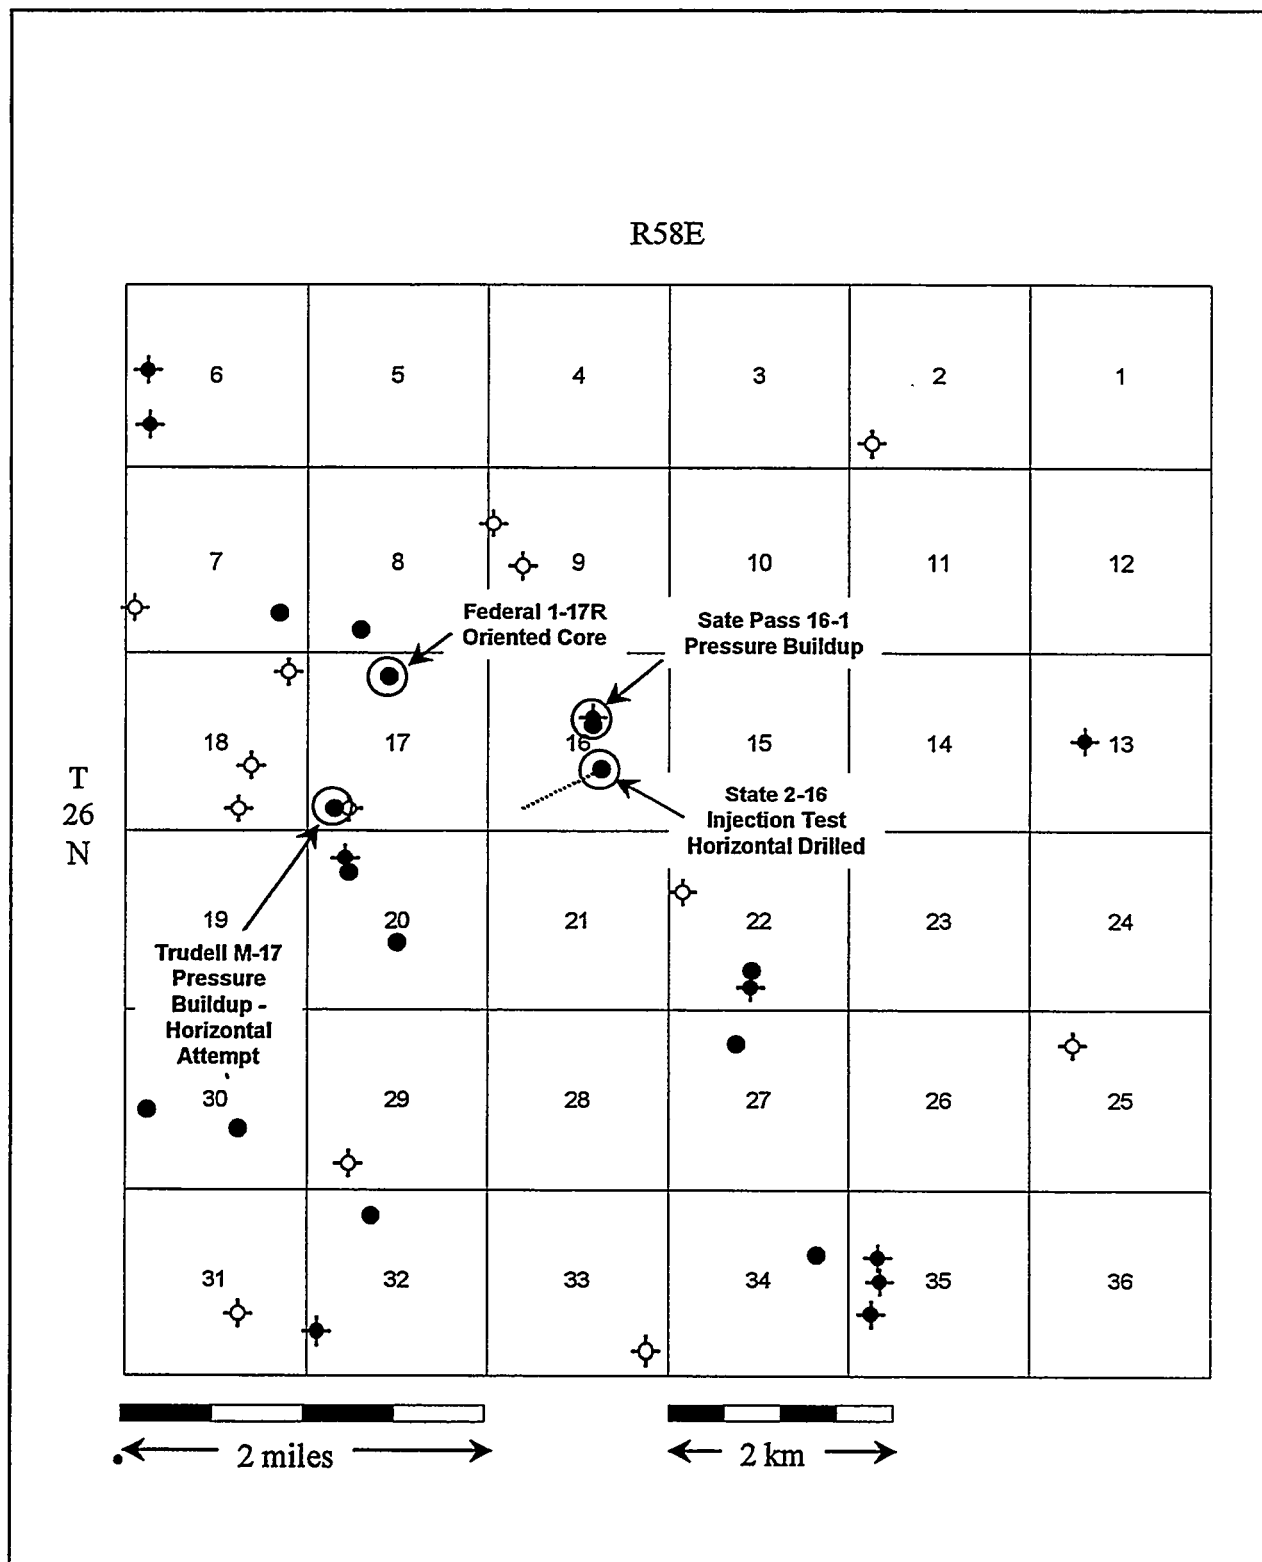 R58E
6 5 4 3 2 1
7 8 9 10 11 12
Federal 1-17R
Oriented Core
Sate Pass 16-1
Pressure Buildup
18 17 16 15 14 13
T
26
N
State 2-16
Injection Test
Horizontal Drilled
19 20 21 22 23 24
Trudell M-17
Pressure
Buildup -
Horizontal
Attempt
30 29 28 27 26 25
31 32 33 34 35 36
2 miles
2 km